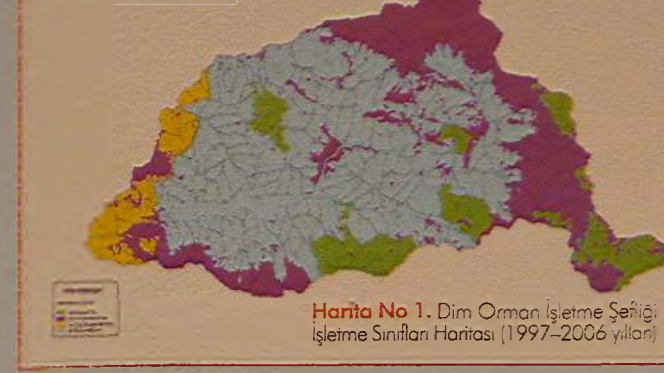 Harita No 1. Dim Orman İşletme Şefliği
İşletme Sınıfları Haritası (1997–2006 yılları)